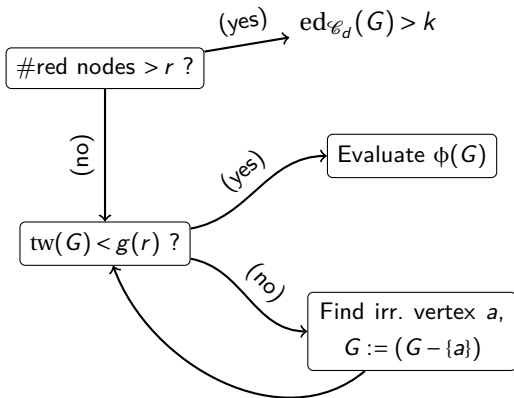 (yes)
ed𝒞d(G) > k
#red nodes > r ?
(no)
(yes)
Evaluate ϕ(G)
tw(G) < g(r) ?
(no)
Find irr. vertex a,
G := (G − {a})